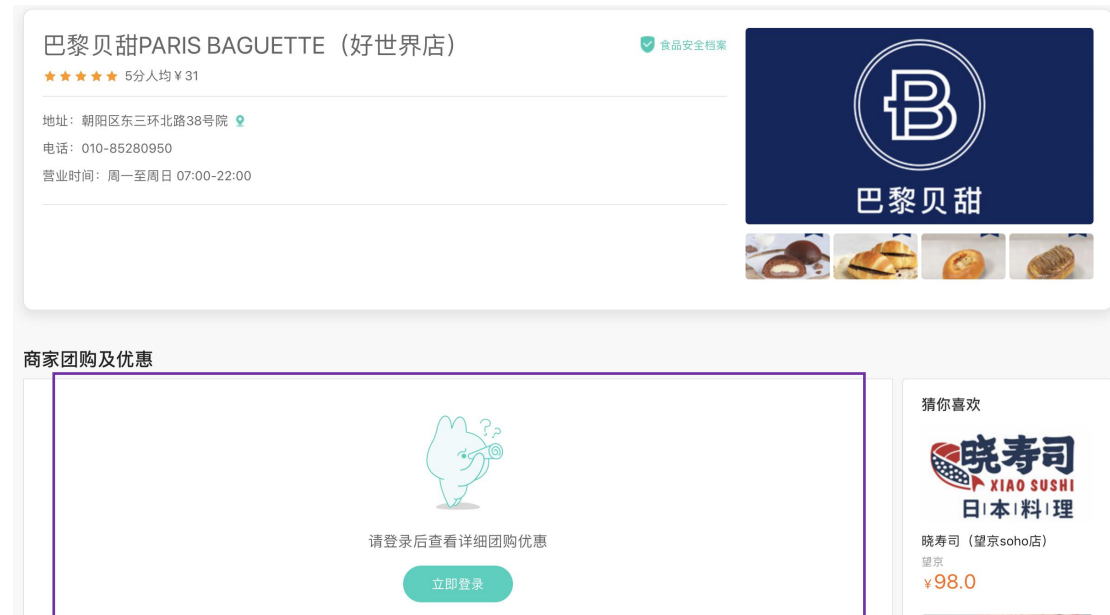 巴黎贝甜PARIS BAGUETTE（好世界店）
食品安全档案
5分人均￥31
地址：朝阳区东三环北路38号院
电话：010-85280950
营业时间：周一至周日 07:00-22:00
B
巴黎贝甜
商家团购及优惠
??
请登录后查看详细团购优惠
立即登录
猜你喜欢
晓寿司
XIAO SUSHI
日本料理
晓寿司（望京soho店）
望京
￥98.0